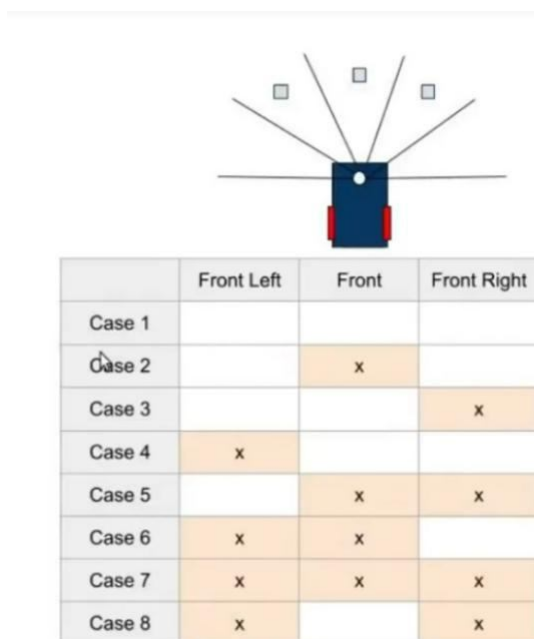 Front Left Front Front Right
Case 1
Case 2 x
Case 3 x
Case 4 x
Case 5 x x
Case 6 x x
Case 7 x x x
Case 8 x x